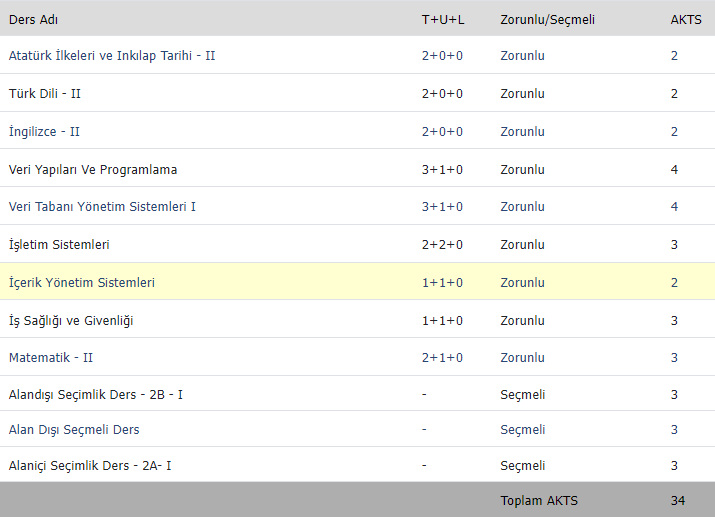 Ders Adı T+U+L Zorunlu/Seçmeli AKTS
Atatürk İlkeleri ve Inkılap Tarihi - II 2+0+0 Zorunlu 2
Türk Dili - II 2+0+0 Zorunlu 2
İngilizce - II 2+0+0 Zorunlu 2
Veri Yapıları Ve Programlama 3+1+0 Zorunlu 4
Veri Tabanı Yönetim Sistemleri I 3+1+0 Zorunlu 4
İşletim Sistemleri 2+2+0 Zorunlu 3
İçerik Yönetim Sistemleri 1+1+0 Zorunlu 2
İş Sağlığı ve Givenliği 1+1+0 Zorunlu 3
Matematik - II 2+1+0 Zorunlu 3
Alandışı Seçimlik Ders - 2B - I - Seçmeli 3
Alan Dışı Seçmeli Ders - Seçmeli 3
Alaniçi Seçimlik Ders - 2A- I - Seçmeli 3
Toplam AKTS 34